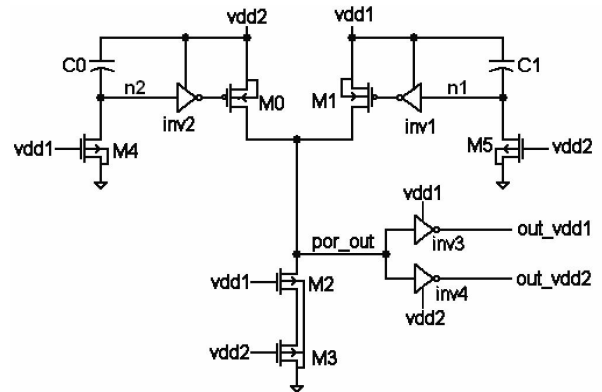 vdd2
vdd1
C0
n2
inv2
M0
M1
inv1
n1
C1
vdd1
M4
M5
vdd2
vdd1
por_out
inv3
out_vdd1
inv4
out_vdd2
vdd2
vdd1
M2
vdd2
M3